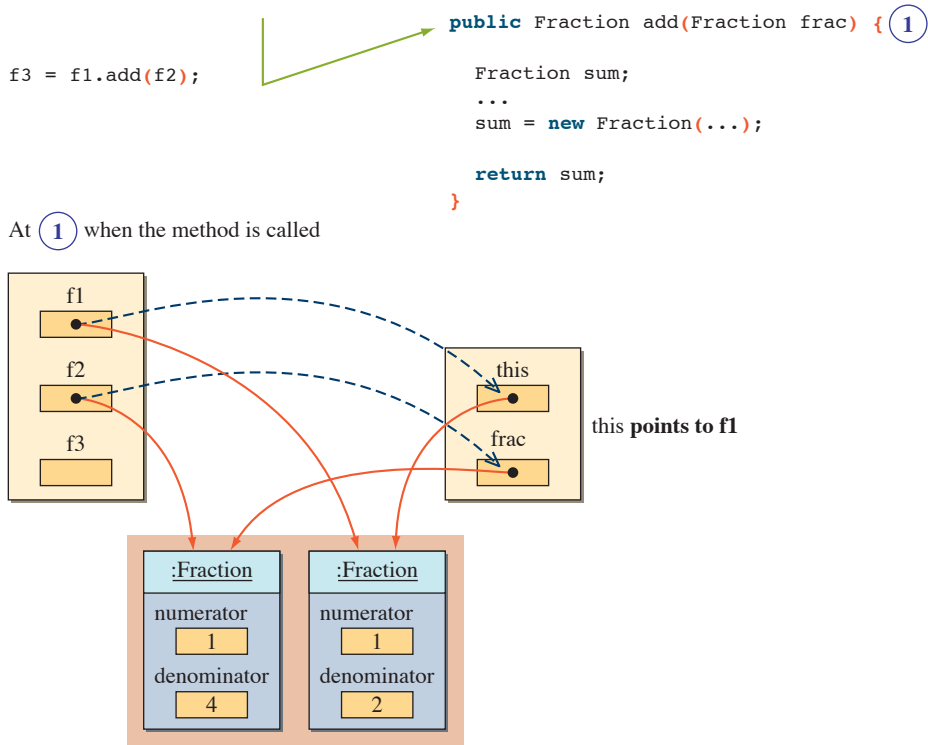 public Fraction add(Fraction frac) { 1
f3 = f1.add(f2);
Fraction sum;
...
sum = new Fraction(...);
return sum;
}
At 1 when the method is called
f1
f2
f3
this
frac
this points to f1
:Fraction
numerator
1
denominator
4
:Fraction
numerator
1
denominator
2